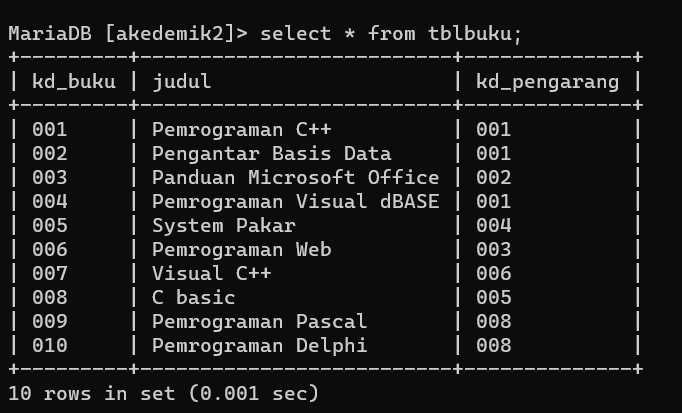 MariaDB [akedemik2]> select * from tblbuku;
+---------+--------------------------+--------------+
| kd_buku | judul                    | kd_pengarang |
+---------+--------------------------+--------------+
| 001     | Pemrograman C++          | 001          |
| 002     | Pengantar Basis Data     | 001          |
| 003     | Panduan Microsoft Office | 002          |
| 004     | Pemrograman Visual dBASE | 001          |
| 005     | System Pakar             | 004          |
| 006     | Pemrograman Web          | 003          |
| 007     | Visual C++               | 006          |
| 008     | C basic                  | 005          |
| 009     | Pemrograman Pascal       | 008          |
| 010     | Pemrograman Delphi       | 008          |
+---------+--------------------------+--------------+
10 rows in set (0.001 sec)